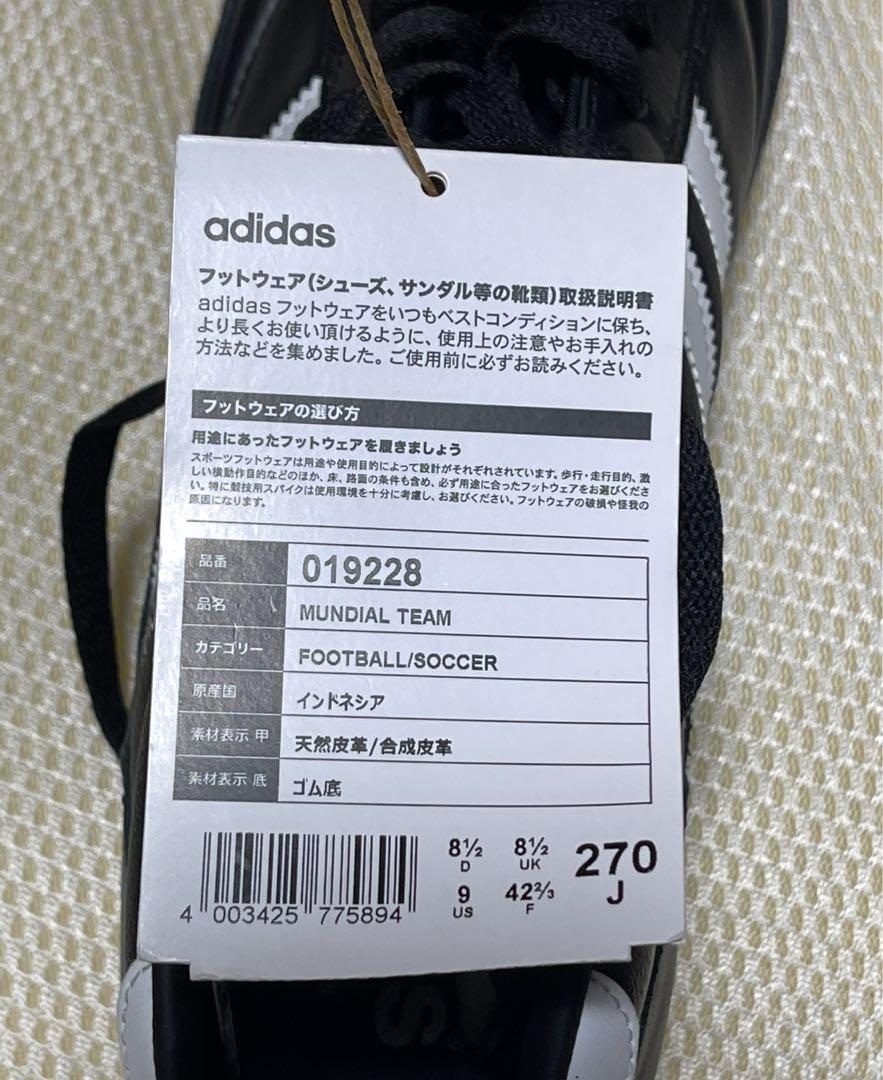 adidas
フットウェア(シューズ、サンダル等の靴類)取扱説明書
adidas フットウェアをいつもベストコンディションに保ち、
より長くお使い頂けるように、使用上の注意やお手入れの
方法などを集めました。ご使用前に必ずお読みください。
フットウェアの選び方
用途にあったフットウェアを履きましょう
スポーツフットウェアは用途や使用目的によって設計がそれぞれされています。歩行・走行目的、激
しい横動作目的などのほか、床、路面の条件も含め、必ず用途に合ったフットウェアをお選びくださ
い。特に競技用スパイクは使用環境を十分に考慮し、お選びください。フットウェアの破損や怪我の
原因になります。
品番 019228
品名 MUNDIAL TEAM
カテゴリー FOOTBALL/SOCCER
原産国 インドネシア
素材表示 甲 天然皮革/合成皮革
素材表示 底 ゴム底
8½ 8½ 270
D UK J
9 42⅔
US F
4 003425 775894